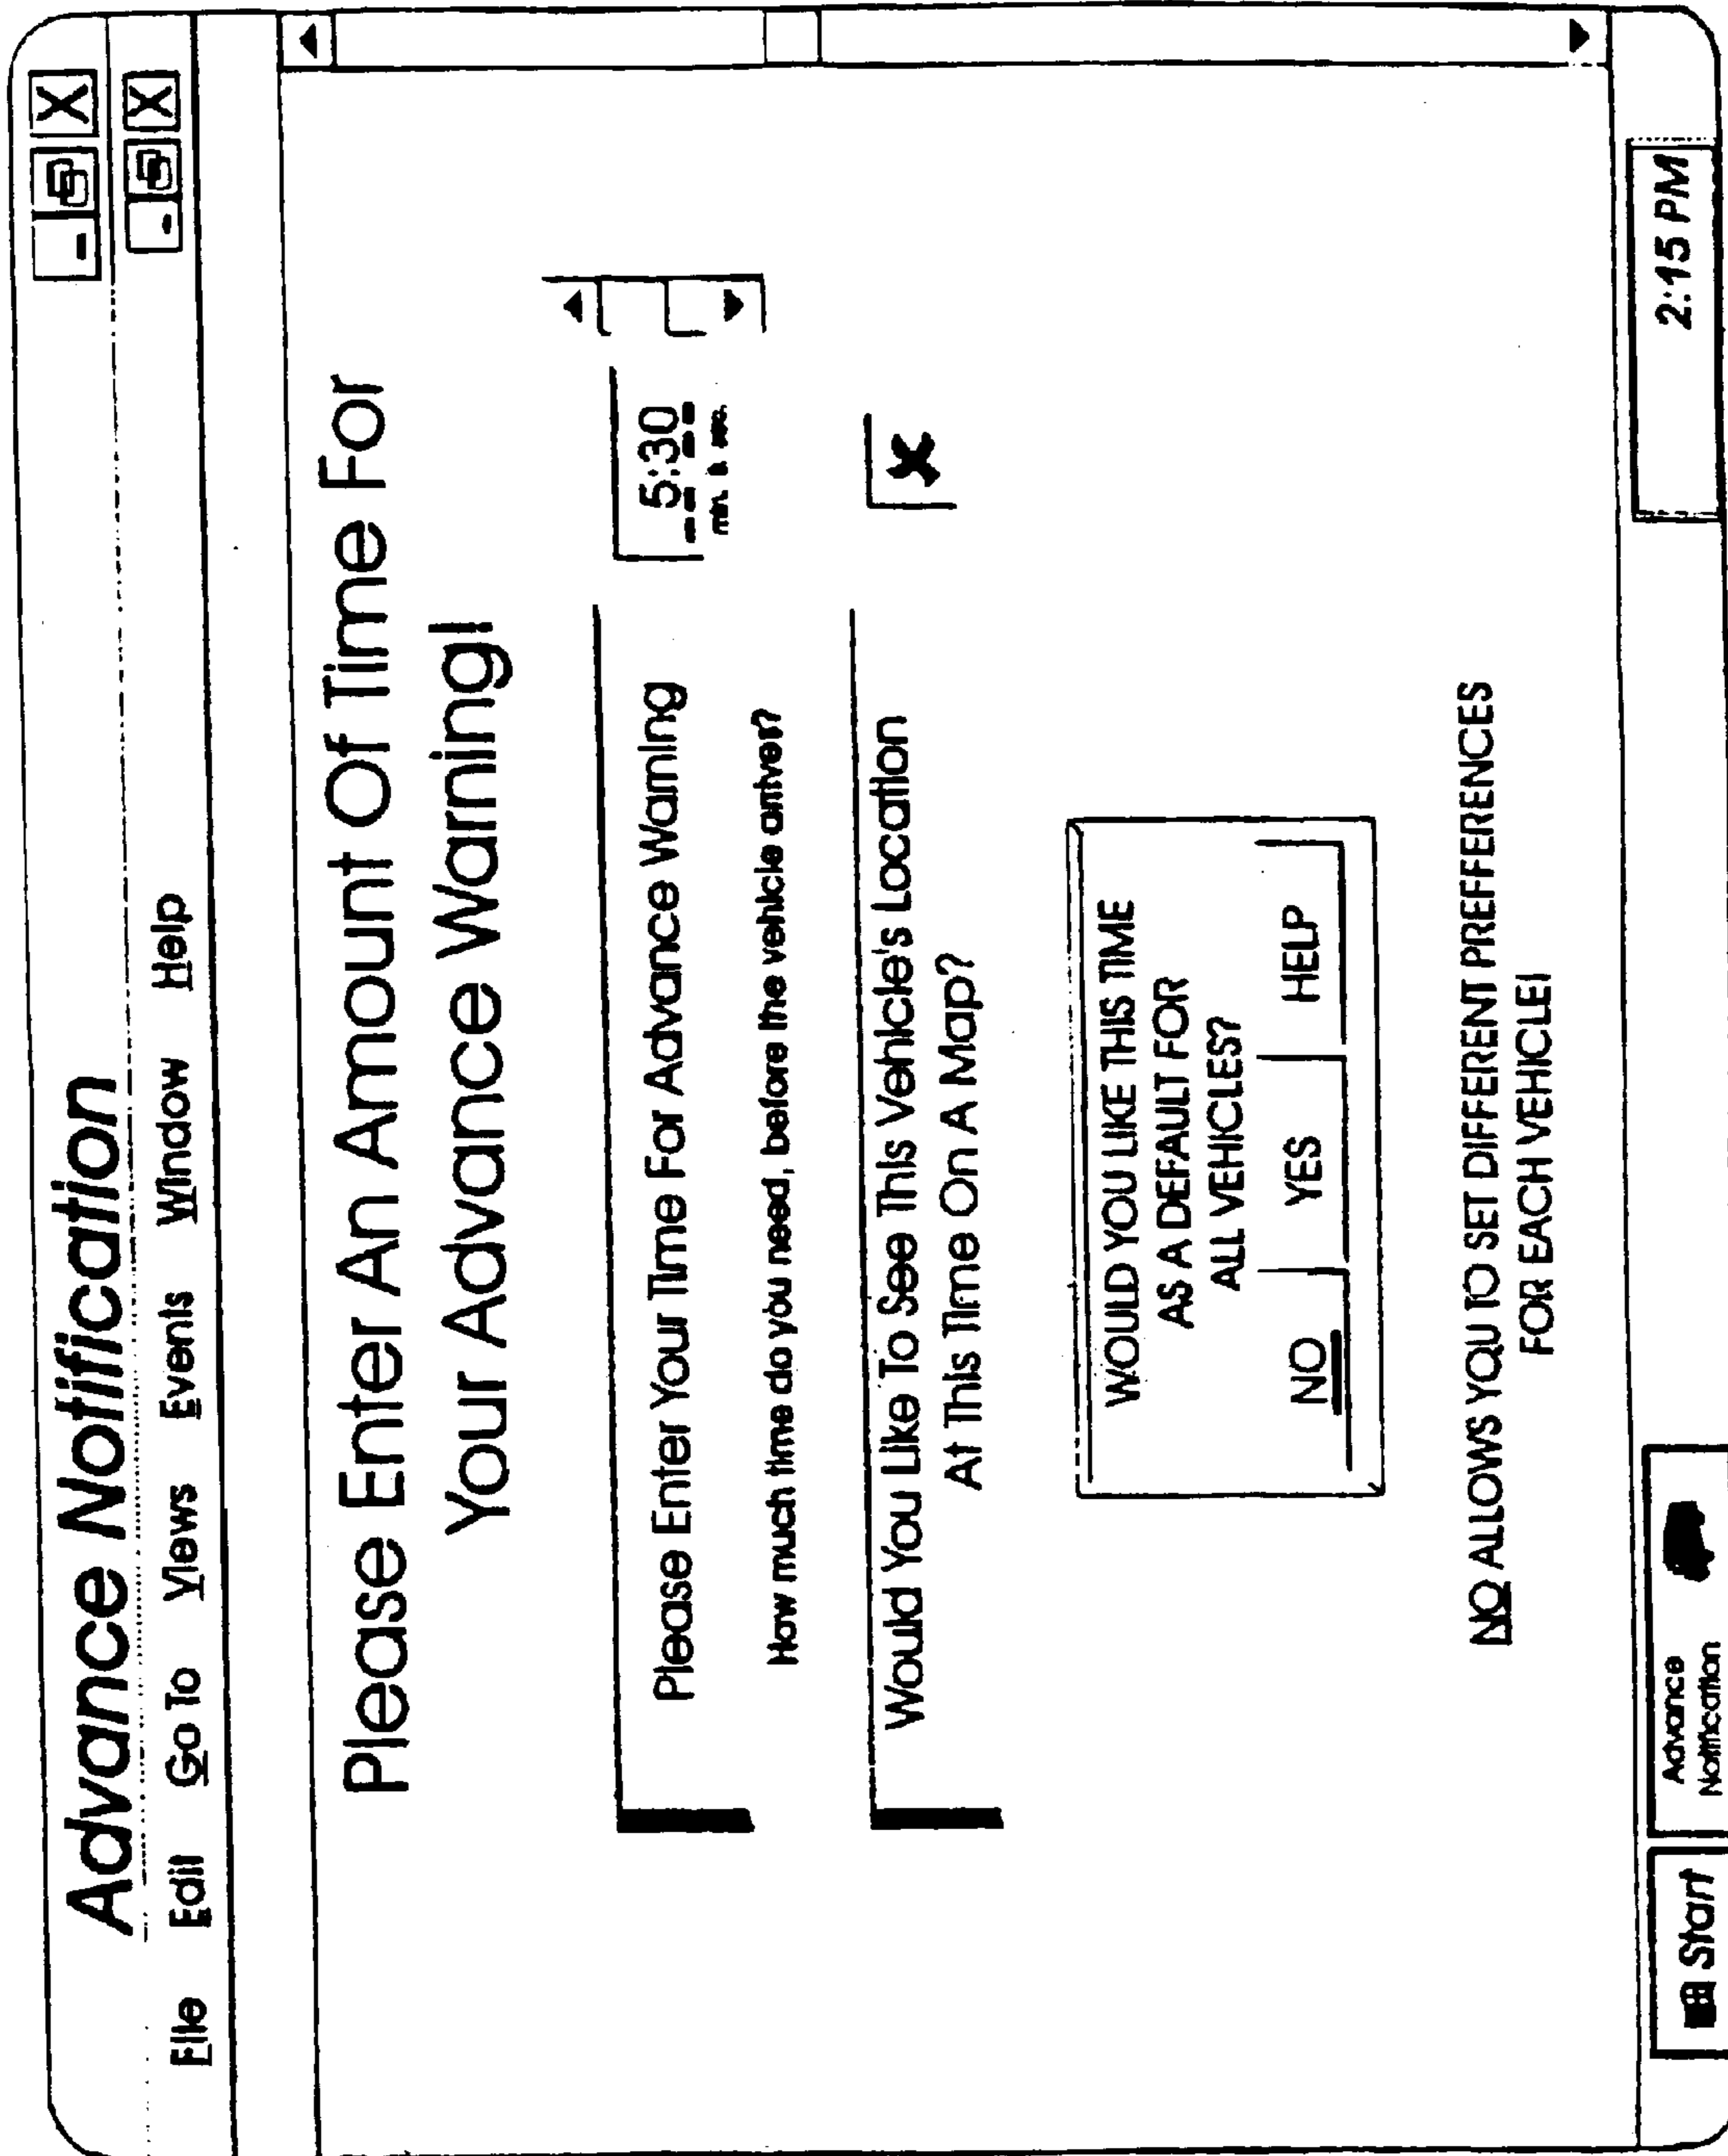 Advance Notification
File Edit Go To Views Events Window Help
Please Enter An Amount Of Time For
Your Advance Warning!
Please Enter Your Time For Advance Warning
5:30
min. & sec.
How much time do you need, before the vehicle arrives?
Would You Like To See This Vehicle's Location
At This Time On A Map?
WOULD YOU LIKE THIS TIME
AS A DEFAULT FOR
ALL VEHICLES?
NO YES HELP
NO ALLOWS YOU TO SET DIFFERENT PREFFERENCES
FOR EACH VEHICLE!
Start
Advance
Notification
2:15 PM